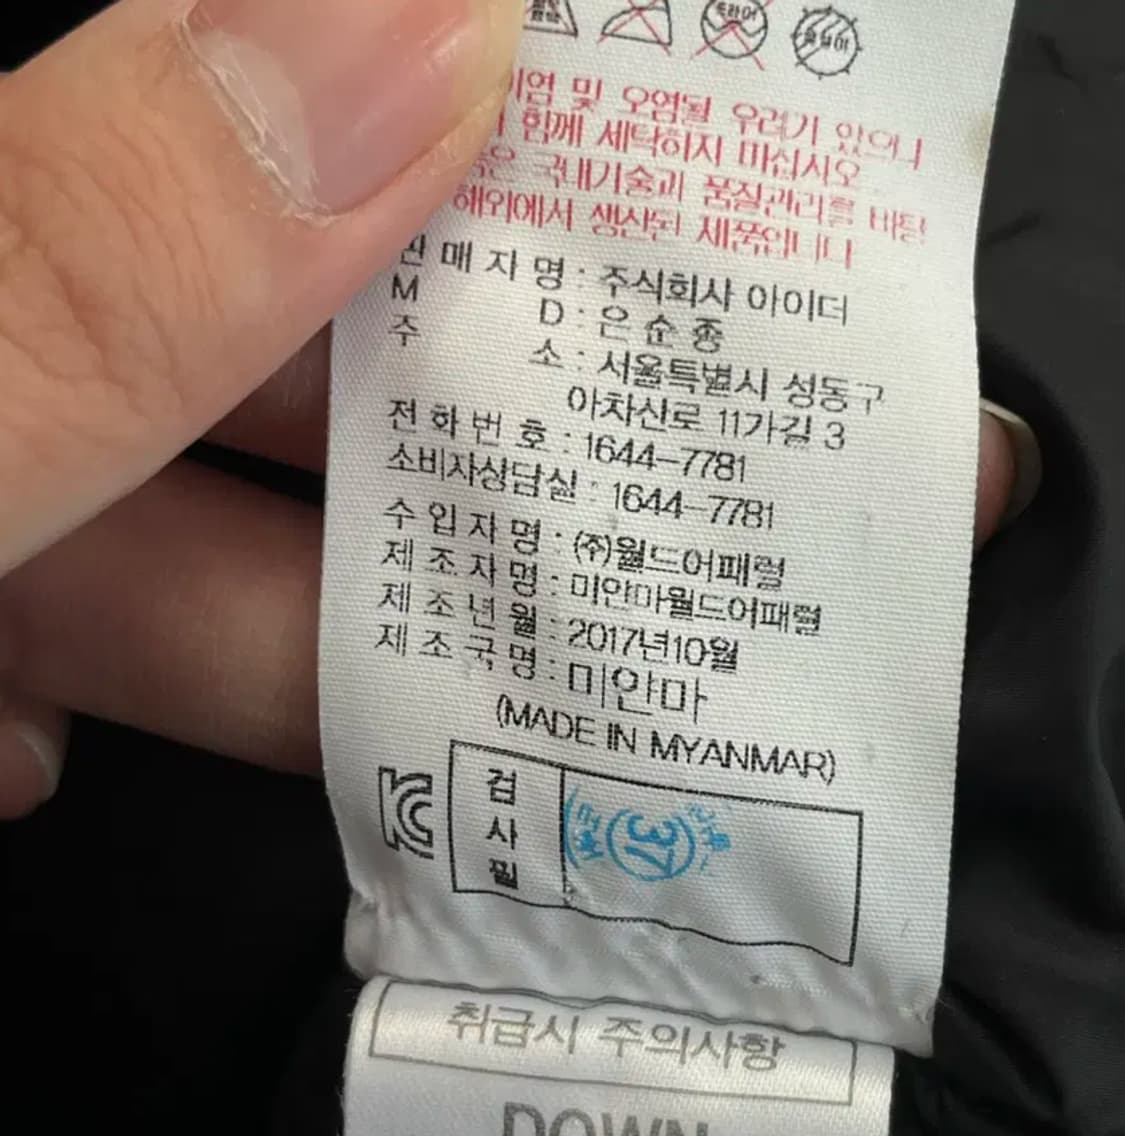 드라이
염 및 오염될 우려가 있으니
함께 세탁하지 마십시오
은 국내기술과 품질관리를 바탕
해외에서 생산된 제품입니다
판 매 자 명 : 주식회사 아이더
M D : 은 순 종
주 소 : 서울특별시 성동구
아차산로 11가길 3
전 화 번 호 : 1644-7781
소비자상담실 : 1644-7781
수 입 자 명 : (주)월드어패럴
제 조 자 명 : 미얀마월드어패럴
제 조 년 월 : 2017년10월
제 조 국 명 : 미얀마
(MADE IN MYANMAR)
KC
검
사
필
37
취급시 주의사항
DOWN